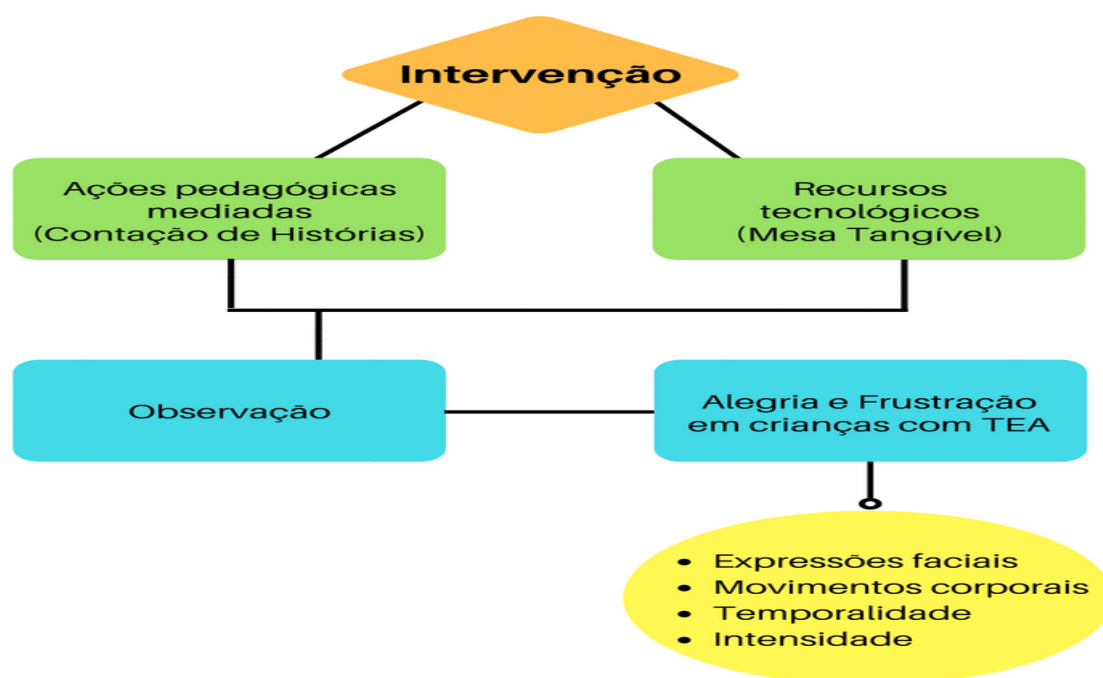 Intervenção
Ações pedagógicas
mediadas
(Contação de Histórias)
Recursos
tecnológicos
(Mesa Tangível)
Observação
Alegria e Frustração
em crianças com TEA
• Expressões faciais
• Movimentos corporais
• Temporalidade
• Intensidade